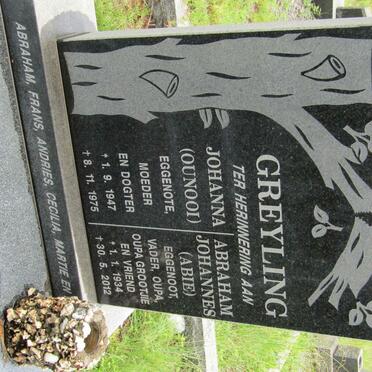 GREYLING
TER HERINNERING AAN
JOHANNA
(OUNOOI)
EGGENOTE,
MOEDER
EN DOGTER
* 1. 9. 1947
+ 8. 11. 1975
ABRAHAM
JOHANNES
(ABIE)
EGGENOOT,
VADER, OUPA,
OUPA GROOTJIE
EN VRIEND
* 1. 1. 1934
+ 30. 5. 2012
ABRAHAM, FRANS, ANDRIES, CECILIA, MARTIE EN